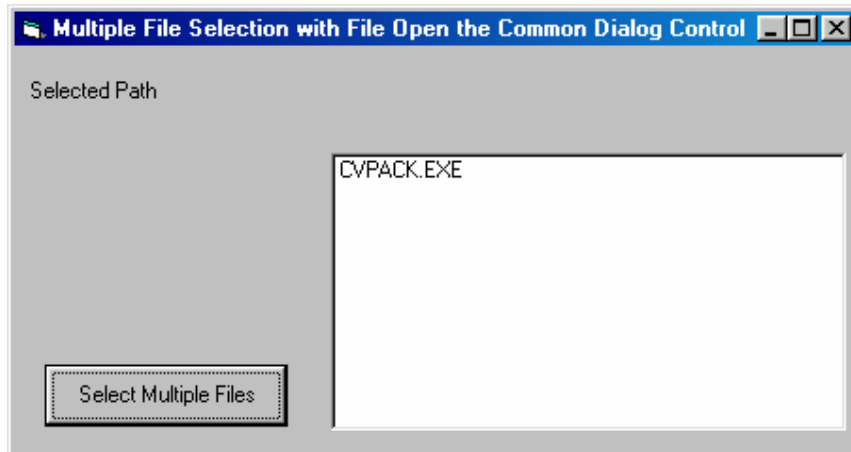 Multiple File Selection with File Open the Common Dialog Control
Selected Path
CVPACK.EXE
Select Multiple Files